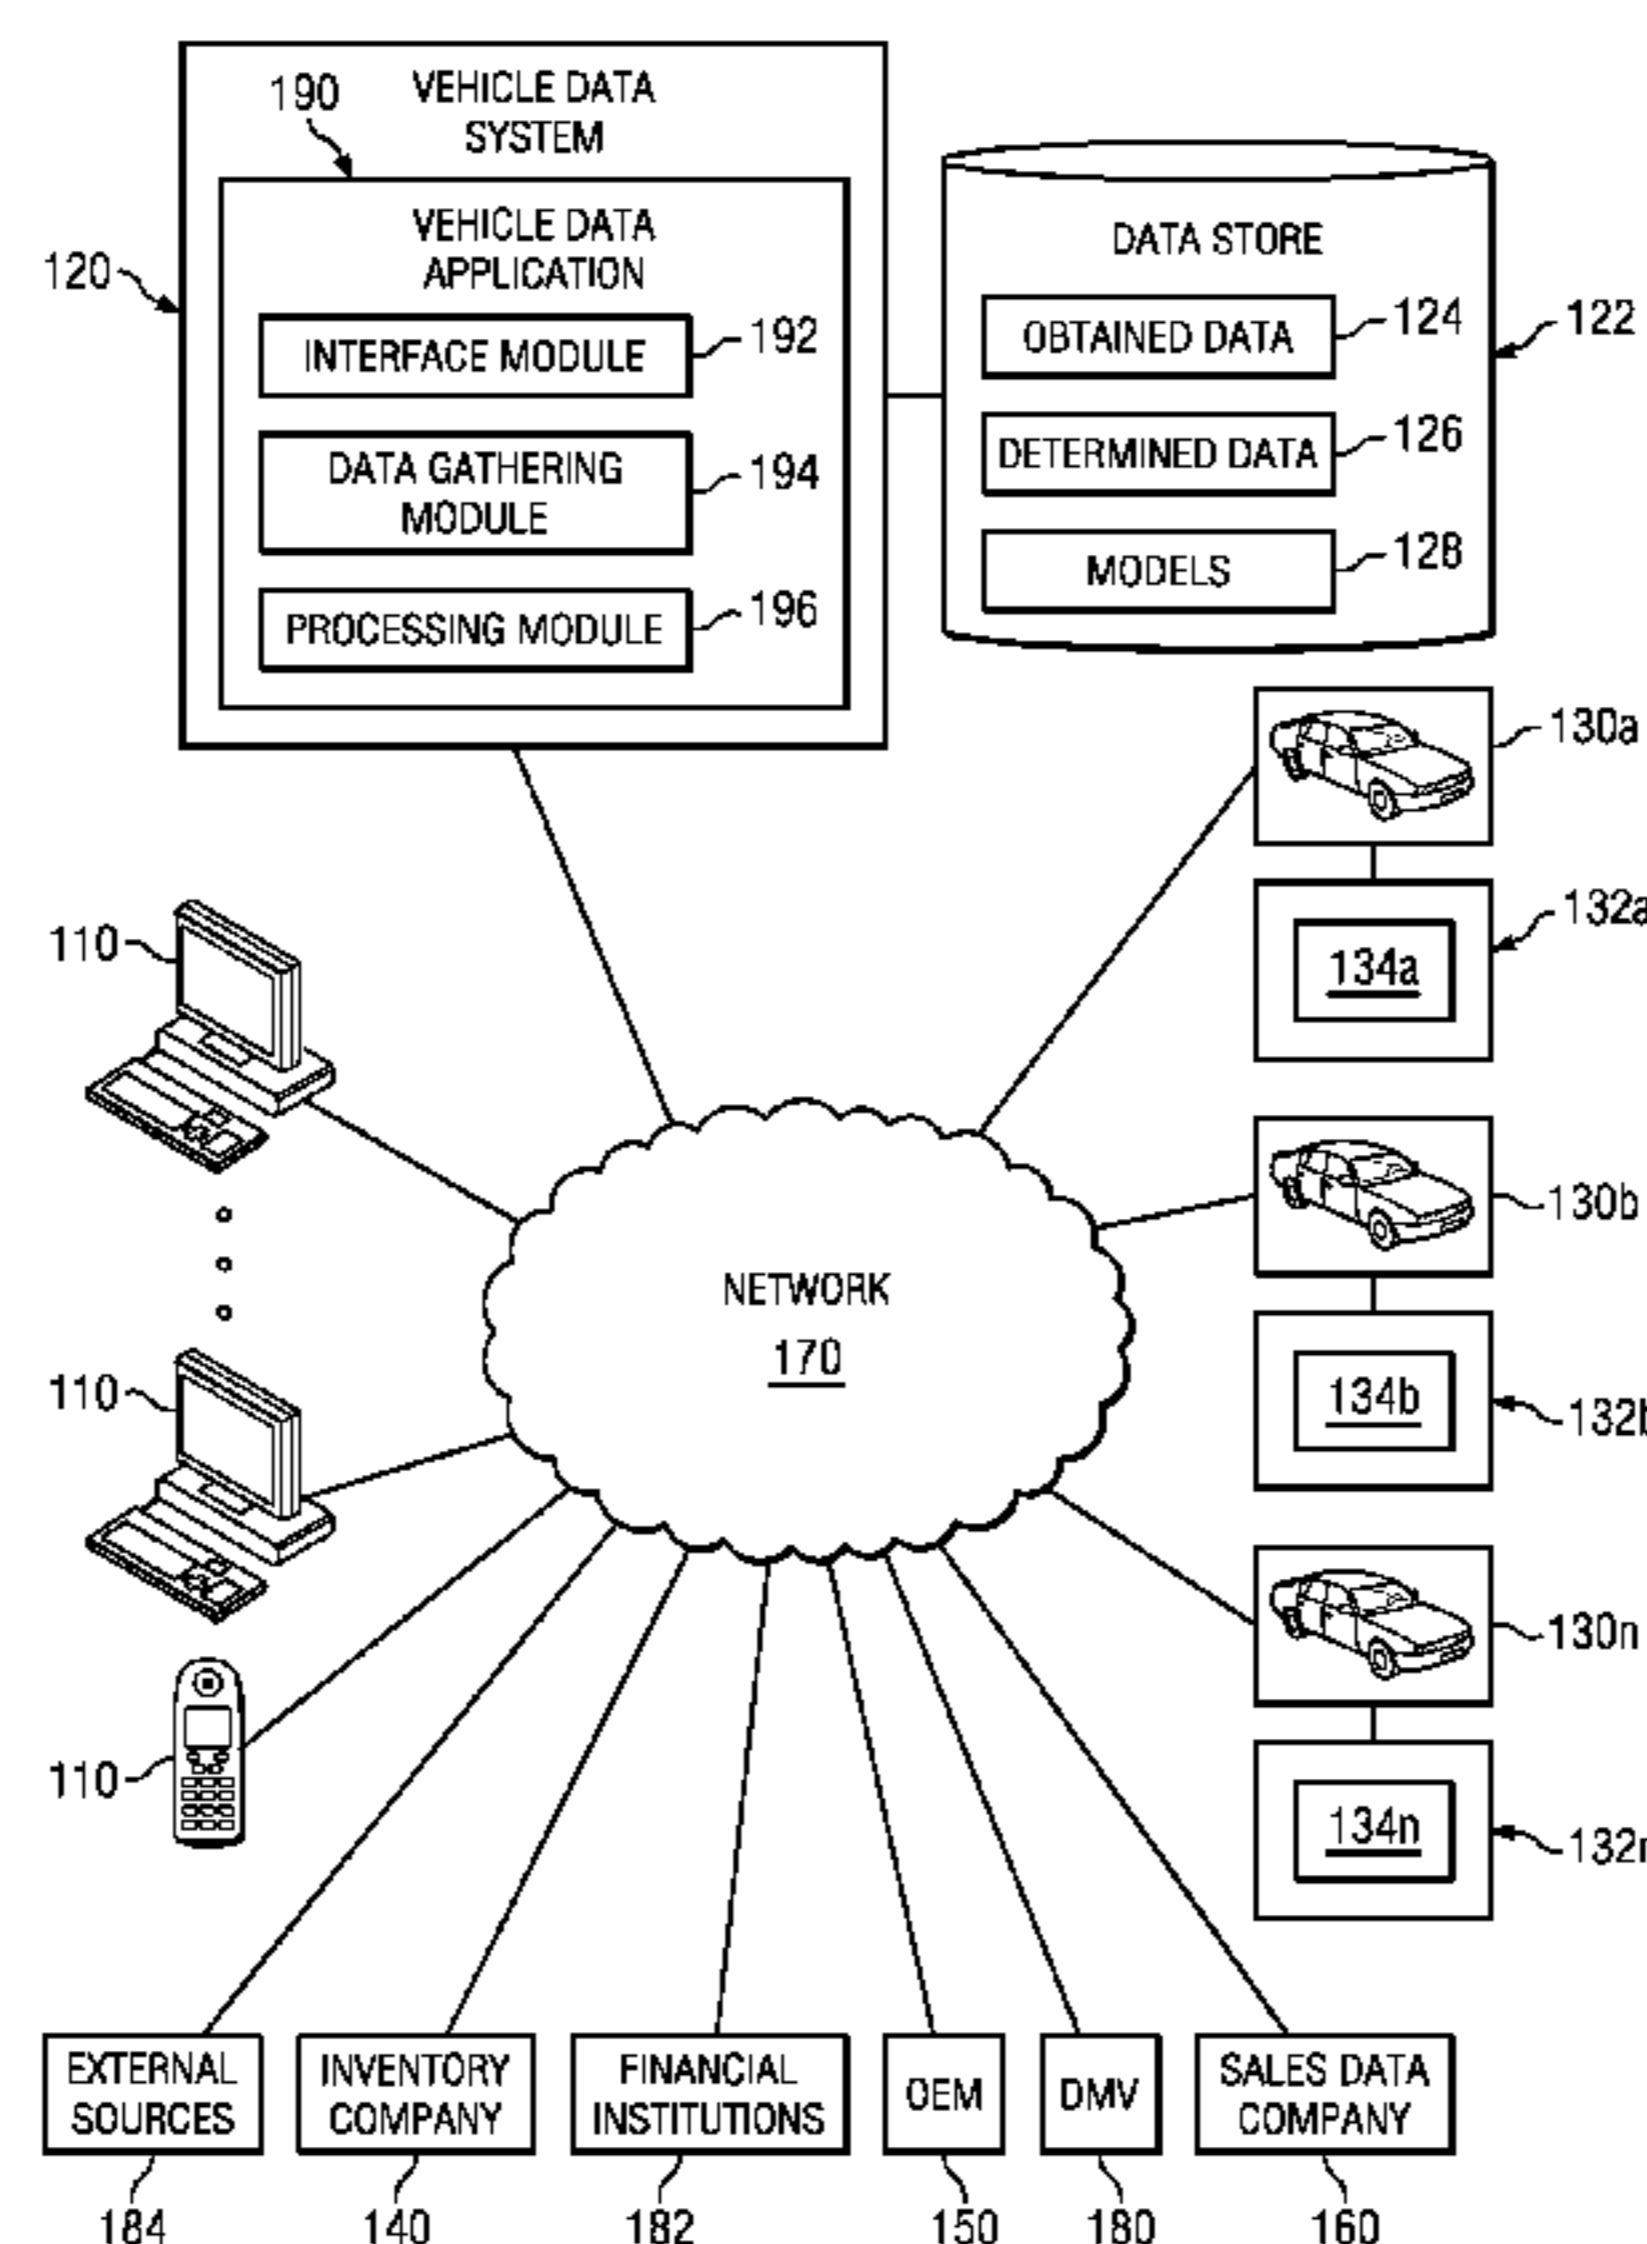 190
VEHICLE DATA
SYSTEM
VEHICLE DATA
APPLICATION
120
INTERFACE MODULE
192
DATA GATHERING
MODULE
194
PROCESSING MODULE
196
DATA STORE
OBTAINED DATA
124
122
DETERMINED DATA
126
MODELS
128
130a
132a
134a
110
130b
NETWORK
170
134b
132b
110
130n
134n
132n
110
EXTERNAL
SOURCES
INVENTORY
COMPANY
FINANCIAL
INSTITUTIONS
OEM
DMV
SALES DATA
COMPANY
184
140
182
150
180
160